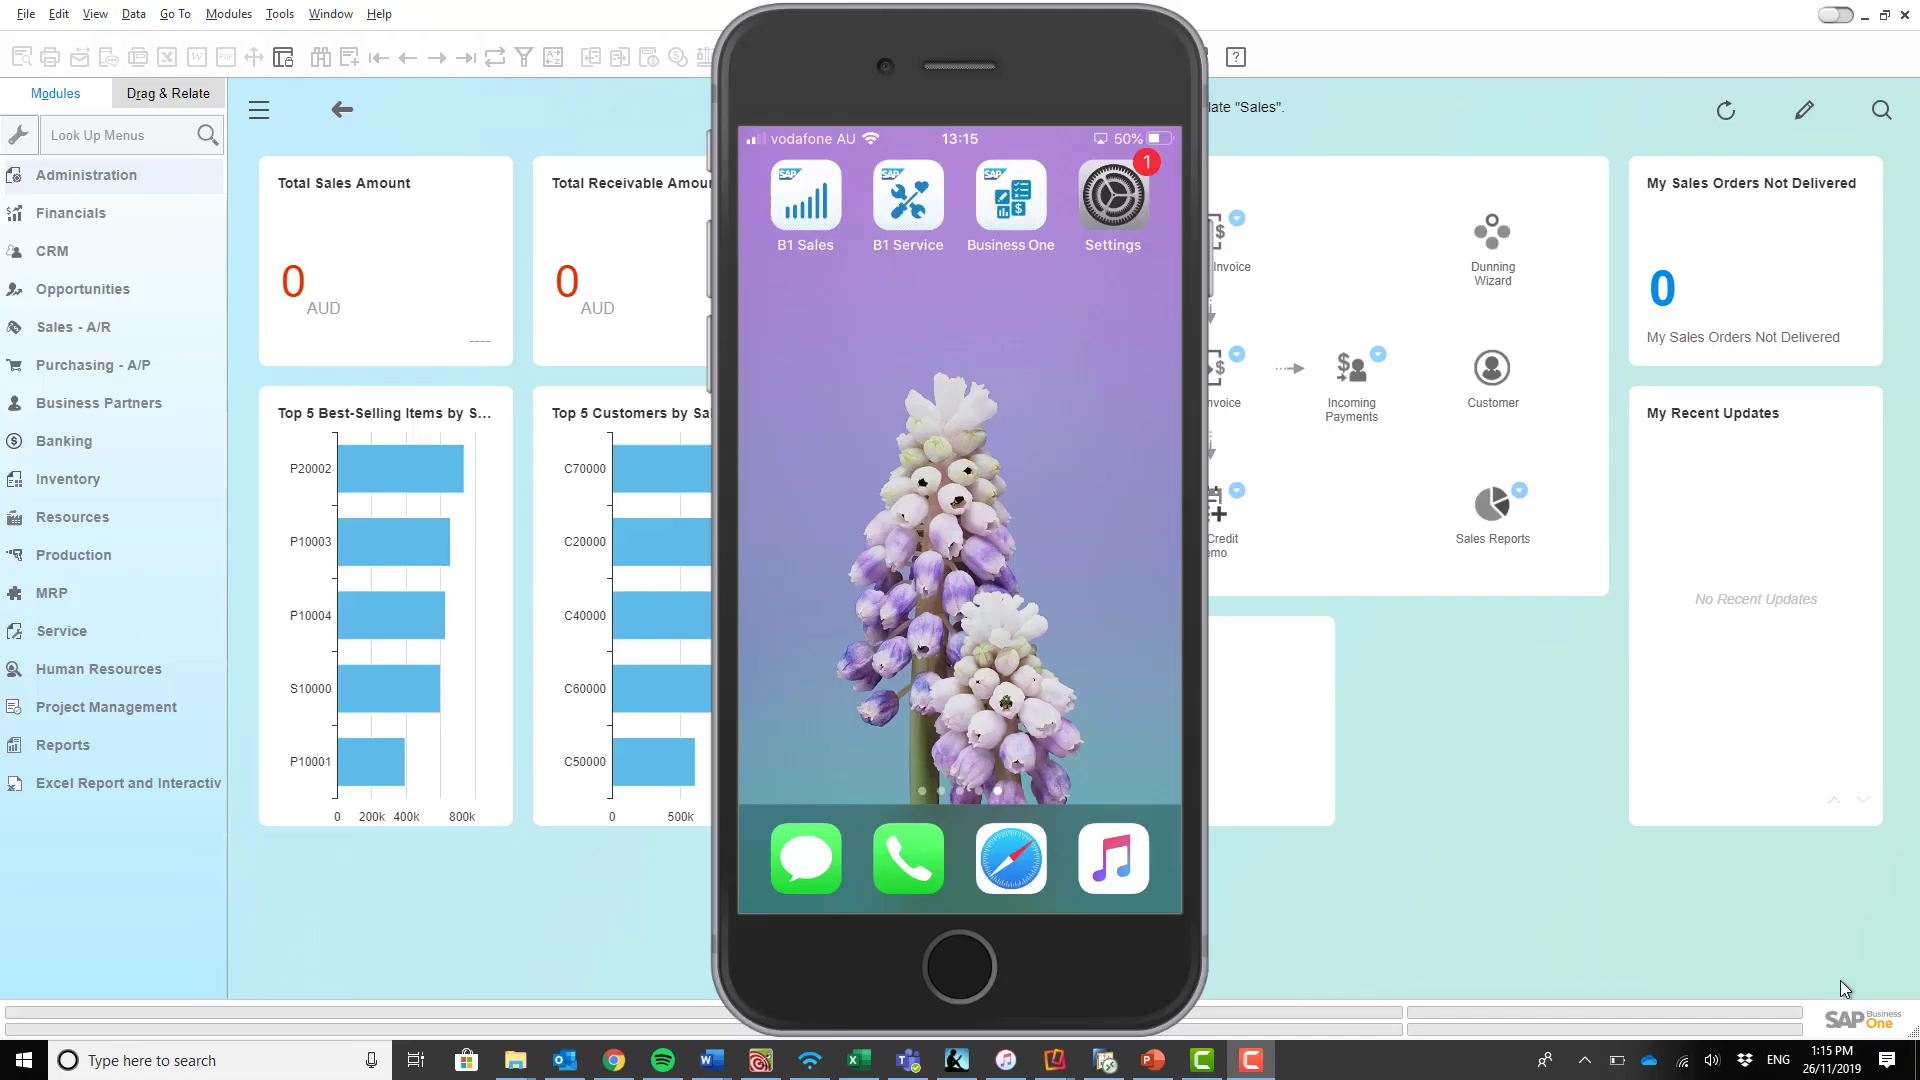 File Edit View Data Go To Modules Tools Window Help
Modules
Drag & Relate
Look Up Menus
Administration
Financials
CRM
Opportunities
Sales - A/R
Purchasing - A/P
Business Partners
Banking
Inventory
Resources
Production
MRP
Service
Human Resources
Project Management
Reports
Excel Report and Interactiv
late "Sales".
Total Sales Amount
0
AUD
Total Receivable Amou
0
AUD
Top 5 Best-Selling Items by S...
P20002
P10003
P10004
S10000
P10001
0 200k 400k 800k
Top 5 Customers by Sa
C70000
C20000
C40000
C60000
C50000
0 500k
vodafone AU 13:15 50%
1
SAP SAP SAP
B1 Sales B1 Service Business One Settings
Invoice
Dunning
Wizard
nvoice
Incoming
Payments
Customer
Credit
emo
Sales Reports
My Sales Orders Not Delivered
0
My Sales Orders Not Delivered
My Recent Updates
No Recent Updates
SAP Business
One
Type here to search
ENG
1:15 PM
26/11/2019